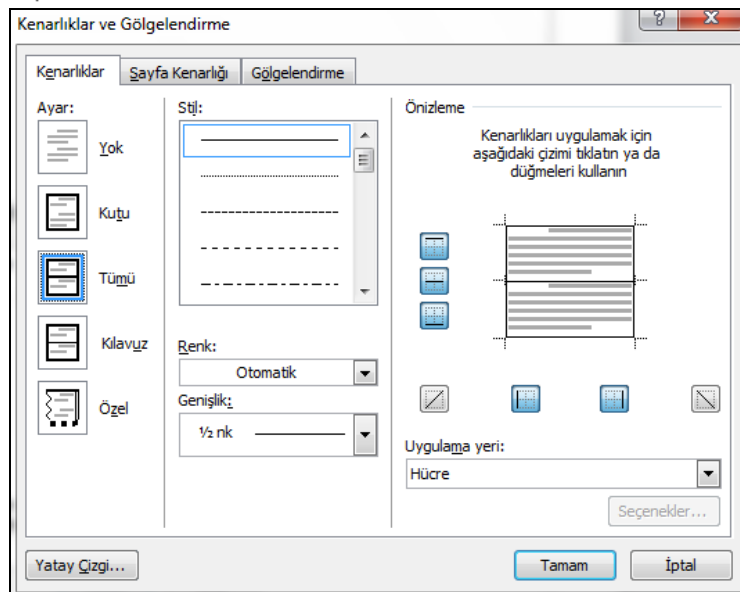 Kenarlıklar ve Gölgelendirme
Kenarlıklar
Sayfa Kenarlığı
Gölgelendirme
Ayar:
Yok
Kutu
Tümü
Kılavuz
Özel
Stil:
Renk:
Otomatik
Genişlik:
½ nk
Önizleme
Kenarlıkları uygulamak için
aşağıdaki çizimi tıklatın ya da
düğmeleri kullanın
Uygulama yeri:
Hücre
Seçenekler...
Yatay Çizgi...
Tamam
İptal